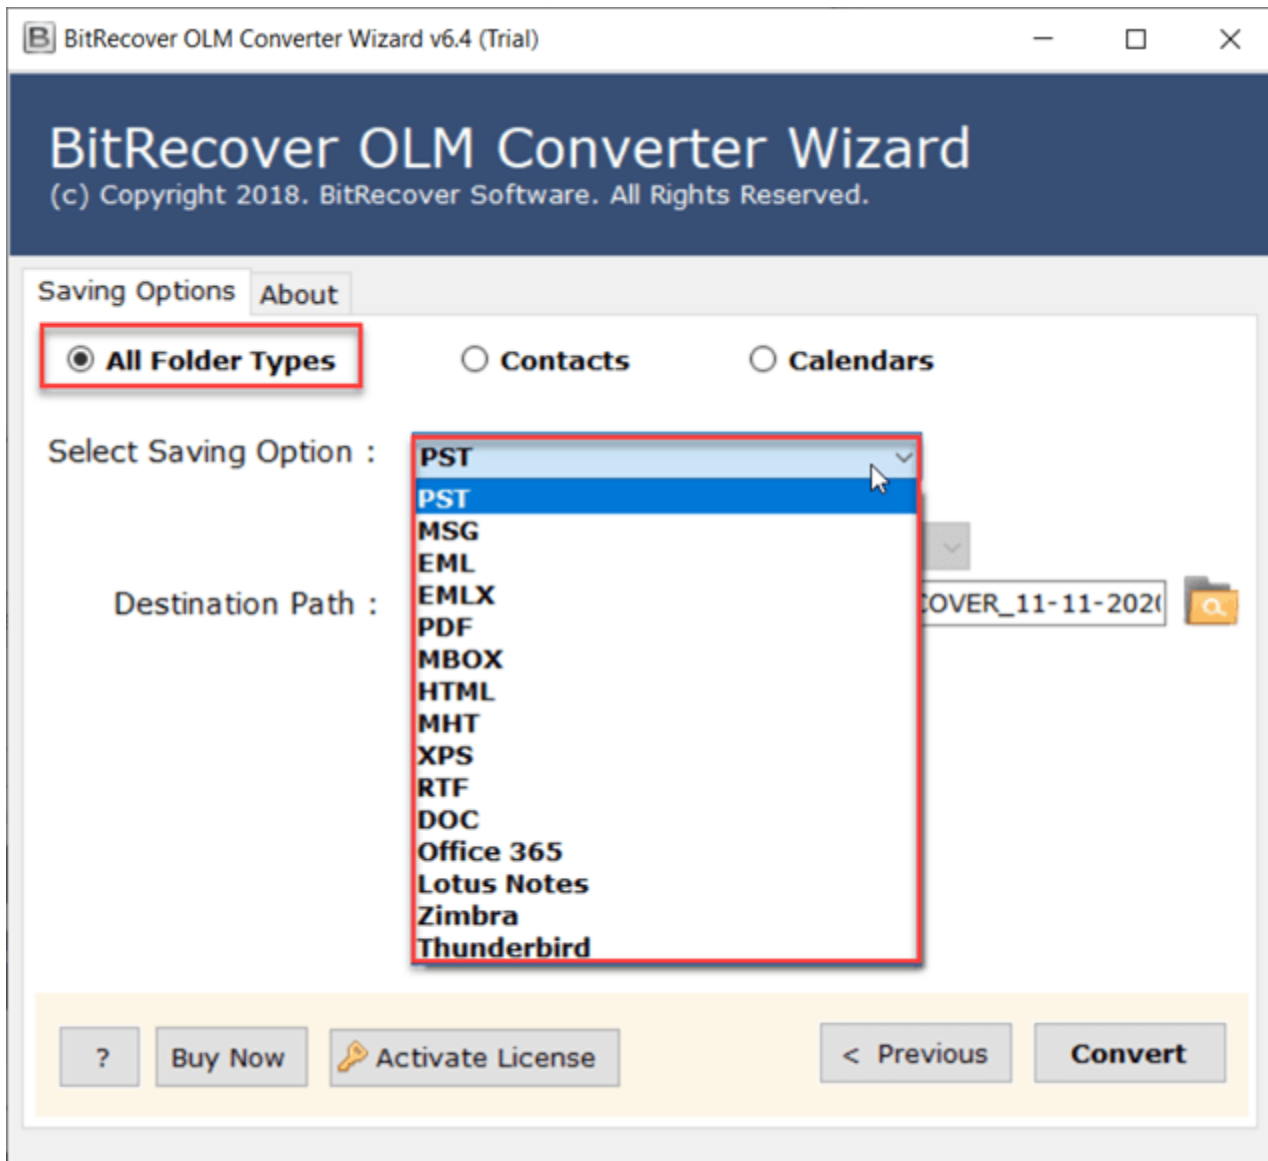 BitRecover OLM Converter Wizard v6.4 (Trial)
BitRecover OLM Converter Wizard
(c) Copyright 2018. BitRecover Software. All Rights Reserved.
Saving Options About
All Folder Types Contacts Calendars
Select Saving Option : PST
PST
MSG
EML
EMLX
Destination Path : COVER_11-11-202
PDF
MBOX
HTML
MHT
XPS
RTF
DOC
Office 365
Lotus Notes
Zimbra
Thunderbird
? Buy Now Activate License < Previous Convert